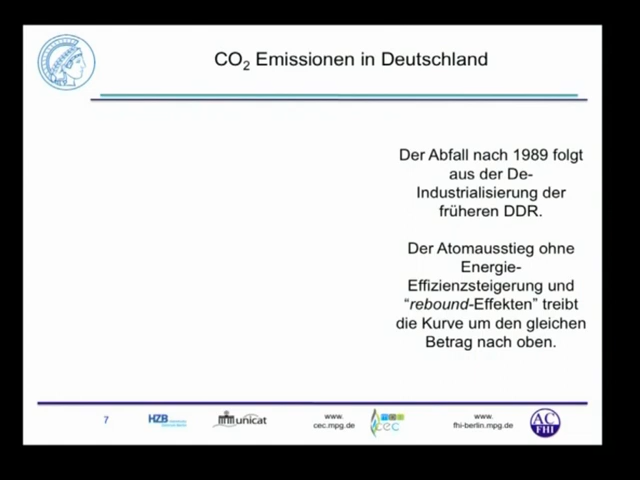 CO2 Emissionen in Deutschland
Der Abfall nach 1989 folgt
aus der De-
Industrialisierung der
früheren DDR.
Der Atomausstieg ohne
Energie-
Effizienzsteigerung und
“rebound-Effekten” treibt
die Kurve um den gleichen
Betrag nach oben.
7
HZB
unicat
www.
cec.mpg.de
cec
www.
fhi-berlin.mpg.de
AC
FHI